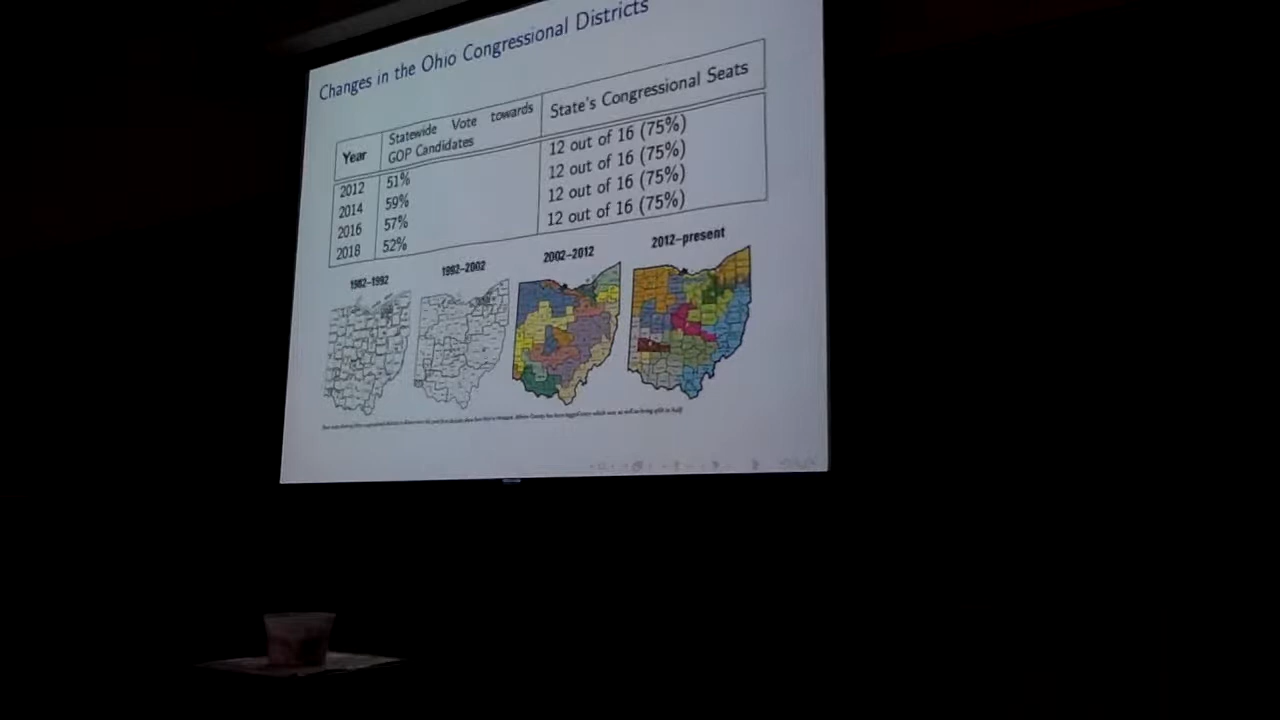 Changes in the Ohio Congressional Districts
Year
Statewide Vote towards
GOP Candidates
State's Congressional Seats
2012 51% 12 out of 16 (75%)
2014 59% 12 out of 16 (75%)
2016 57% 12 out of 16 (75%)
2018 52% 12 out of 16 (75%)
1982–1992 1992–2002 2002–2012 2012–present